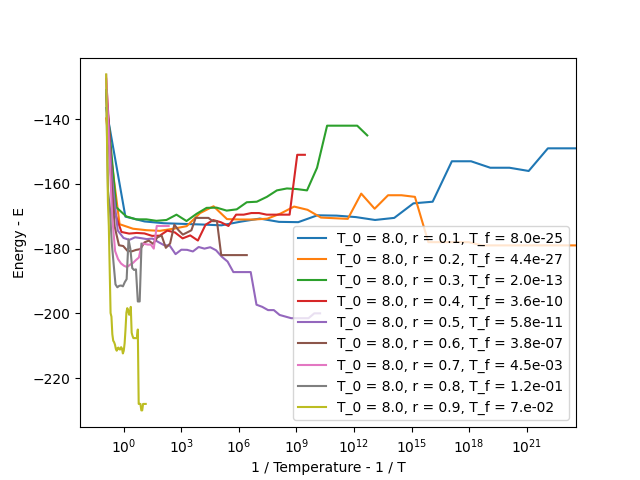 −140
−160
−180
−200
−220
Energy - E
10^0 10^3 10^6 10^9 10^12 10^15 10^18 10^21
1 / Temperature - 1 / T
T_0 = 8.0, r = 0.1, T_f = 8.0e-25
T_0 = 8.0, r = 0.2, T_f = 4.4e-27
T_0 = 8.0, r = 0.3, T_f = 2.0e-13
T_0 = 8.0, r = 0.4, T_f = 3.6e-10
T_0 = 8.0, r = 0.5, T_f = 5.8e-11
T_0 = 8.0, r = 0.6, T_f = 3.8e-07
T_0 = 8.0, r = 0.7, T_f = 4.5e-03
T_0 = 8.0, r = 0.8, T_f = 1.2e-01
T_0 = 8.0, r = 0.9, T_f = 7.e-02